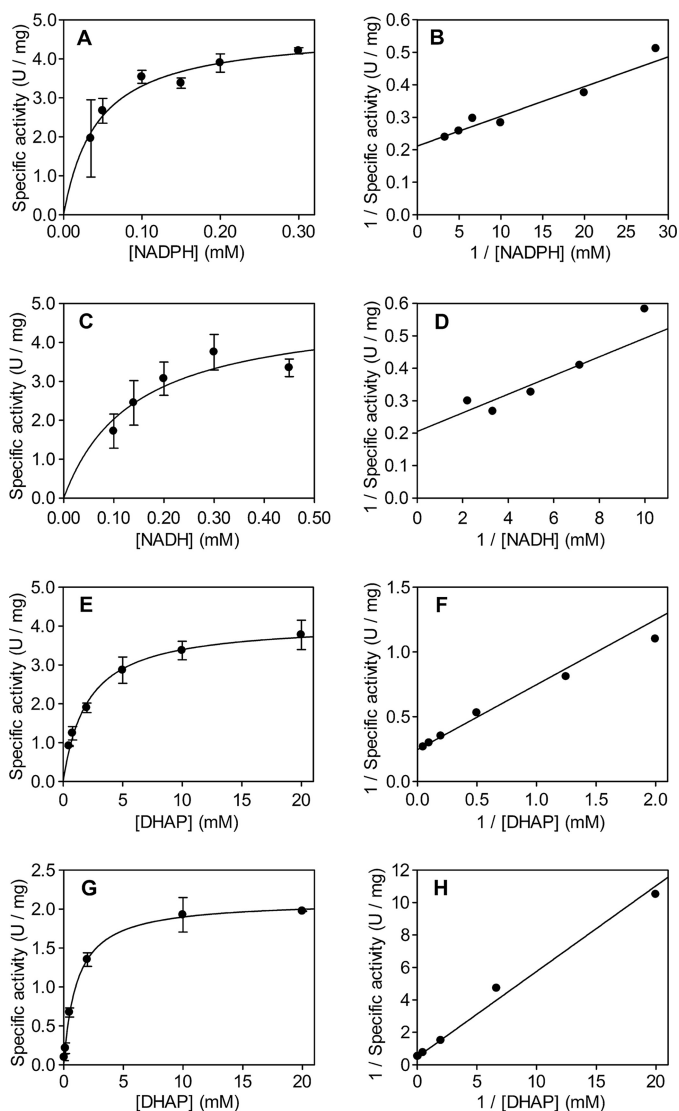 A
Specific activity (U / mg)
5.0
4.0
3.0
2.0
1.0
0.0
0.00 0.10 0.20 0.30
[NADPH] (mM)
B
1 / Specific activity (U / mg)
0.6
0.5
0.4
0.3
0.2
0.1
0.0
0 5 10 15 20 25 30
1 / [NADPH] (mM)
C
Specific activity (U / mg)
5.0
4.0
3.0
2.0
1.0
0.0
0.00 0.10 0.20 0.30 0.40 0.50
[NADH] (mM)
D
1 / Specific activity (U / mg)
0.6
0.5
0.4
0.3
0.2
0.1
0.0
0 2 4 6 8 10
1 / [NADH] (mM)
E
Specific activity (U / mg)
5.0
4.0
3.0
2.0
1.0
0.0
0 5 10 15 20
[DHAP] (mM)
F
1 / Specific activity (U / mg)
1.5
1.0
0.5
0.0
0.0 0.5 1.0 1.5 2.0
1 / [DHAP] (mM)
G
Specific activity (U / mg)
2.5
2.0
1.5
1.0
0.5
0.0
0 5 10 15 20
[DHAP] (mM)
H
1 / Specific activity (U / mg)
12
10
8
6
4
2
0
0 5 10 15 20
1 / [DHAP] (mM)